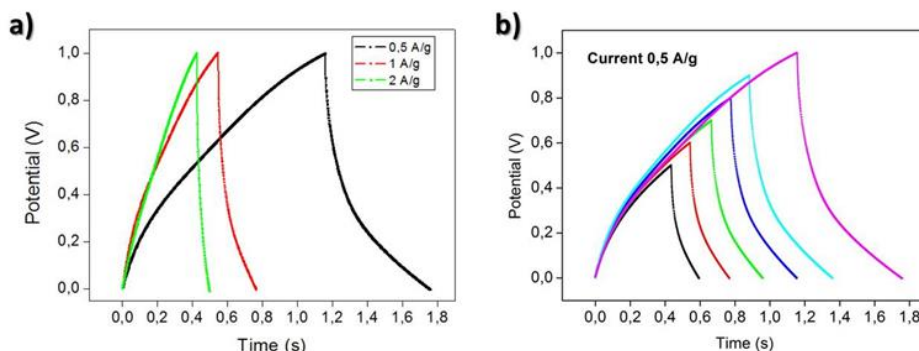 a)
0,5 A/g
1 A/g
2 A/g
Potential (V)
1,0
0,8
0,6
0,4
0,2
0,0
0,0 0,2 0,4 0,6 0,8 1,0 1,2 1,4 1,6 1,8
Time (s)
b)
Current 0,5 A/g
Potential (V)
1,0
0,8
0,6
0,4
0,2
0,0
0,0 0,2 0,4 0,6 0,8 1,0 1,2 1,4 1,6 1,8
Time (s)